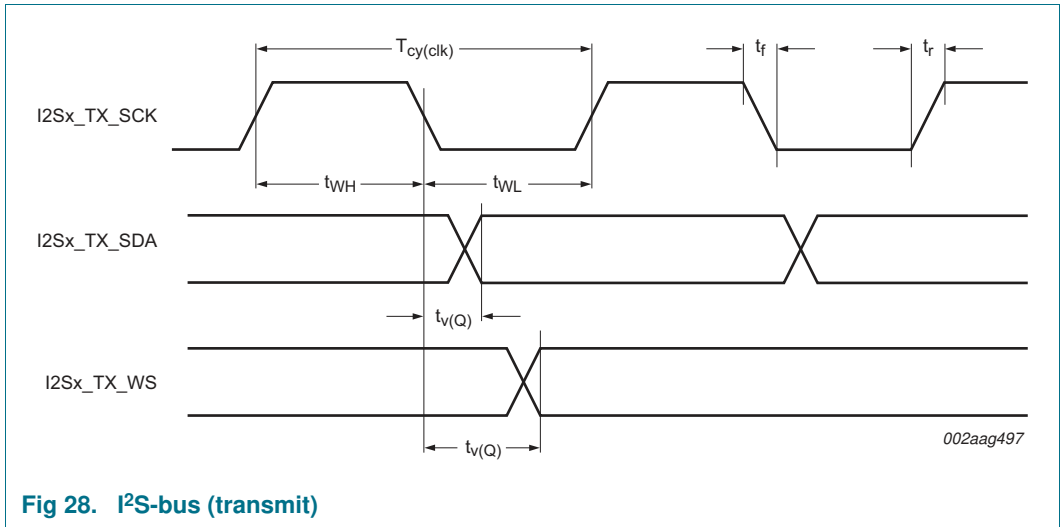 T_cy(clk)
t_f
t_r
I2Sx_TX_SCK
t_WH
t_WL
I2Sx_TX_SDA
t_v(Q)
I2Sx_TX_WS
t_v(Q)
002aag497
Fig 28. I²S-bus (transmit)